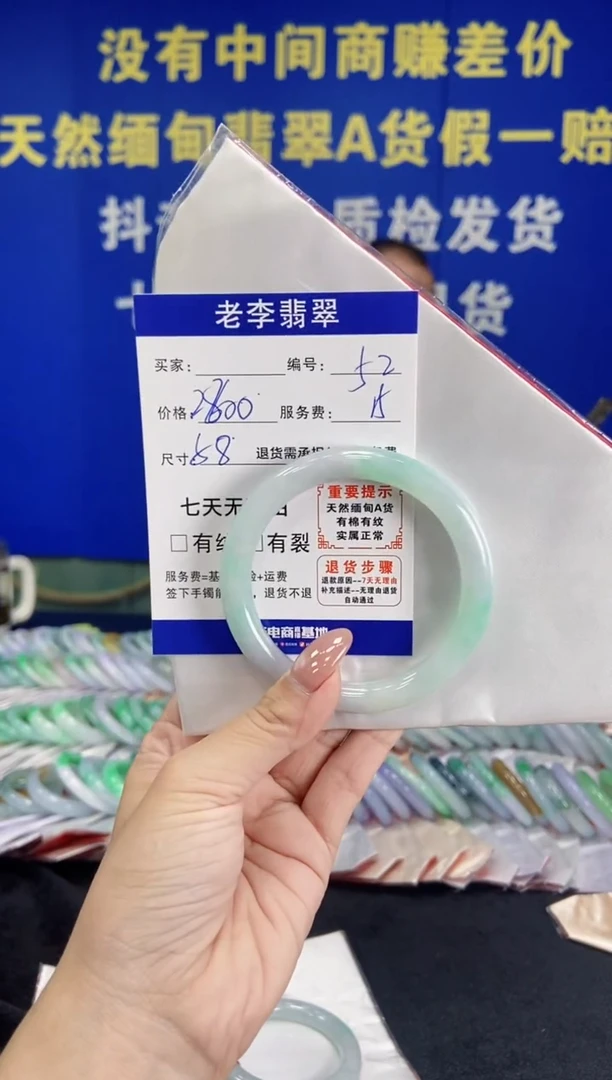 没有中间商赚差价
天然缅甸翡翠A货假一赔
抖 质检发货
货
老李翡翠
买家: 编号: 52
价格: 2600 服务费: 15
尺寸 58 退货需承担
七天无
□有纹 □有裂
服务费=基 +运费
签下手镯 ,退货不退
重要提示
天然缅甸A货
有棉有纹
实属正常
退货步骤
退款原因--7天无理由
补充描述--无理由退货
自动通过
电商 基地